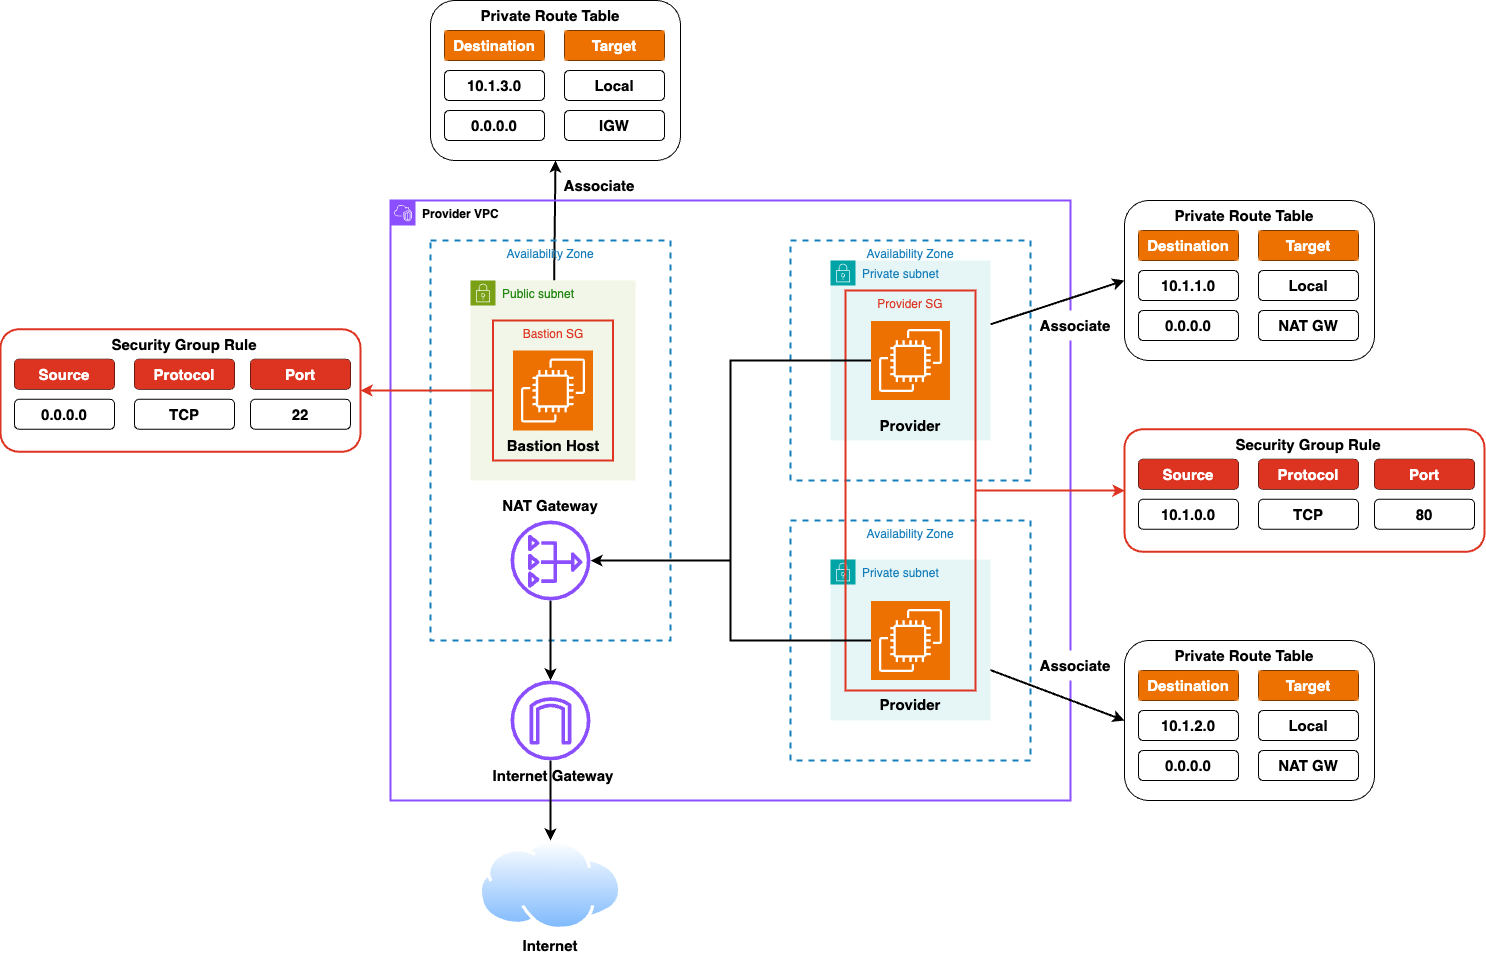 Private Route Table
Destination Target
10.1.3.0 Local
0.0.0.0 IGW
Associate
Provider VPC
Availability Zone
Public subnet
Bastion SG
Bastion Host
Security Group Rule
Source Protocol Port
0.0.0.0 TCP 22
NAT Gateway
Internet Gateway
Internet
Availability Zone
Private subnet
Provider SG
Provider
Availability Zone
Private subnet
Provider
Associate
Private Route Table
Destination Target
10.1.1.0 Local
0.0.0.0 NAT GW
Security Group Rule
Source Protocol Port
10.1.0.0 TCP 80
Associate
Private Route Table
Destination Target
10.1.2.0 Local
0.0.0.0 NAT GW